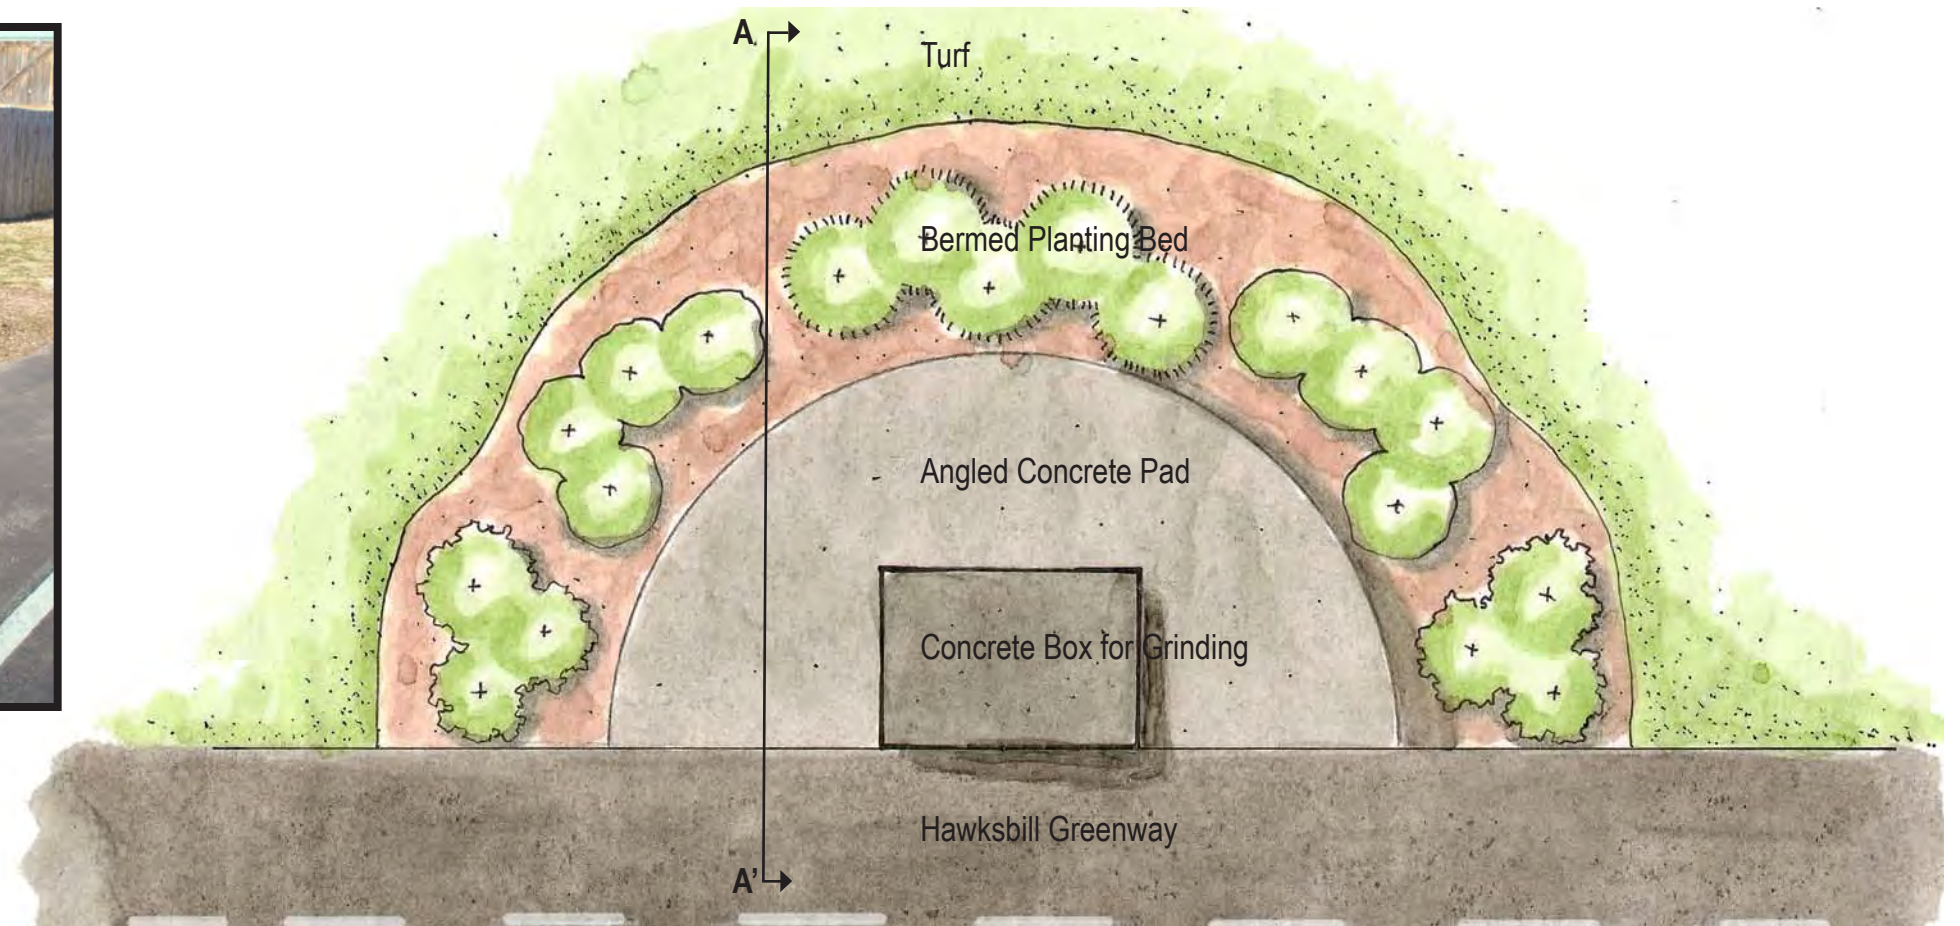 A
Turf
Bermed Planting Bed
Angled Concrete Pad
Concrete Box for Grinding
Hawksbill Greenway
A'